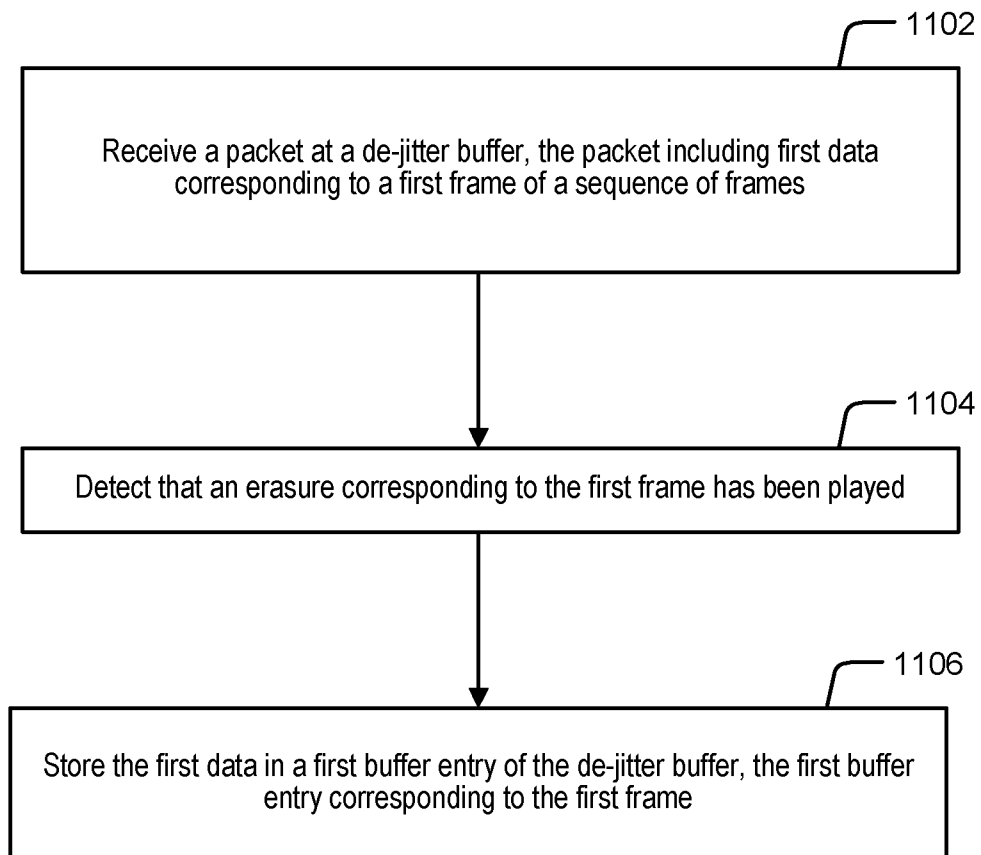 1102
Receive a packet at a de-jitter buffer, the packet including first data
corresponding to a first frame of a sequence of frames
1104
Detect that an erasure corresponding to the first frame has been played
1106
Store the first data in a first buffer entry of the de-jitter buffer, the first buffer
entry corresponding to the first frame